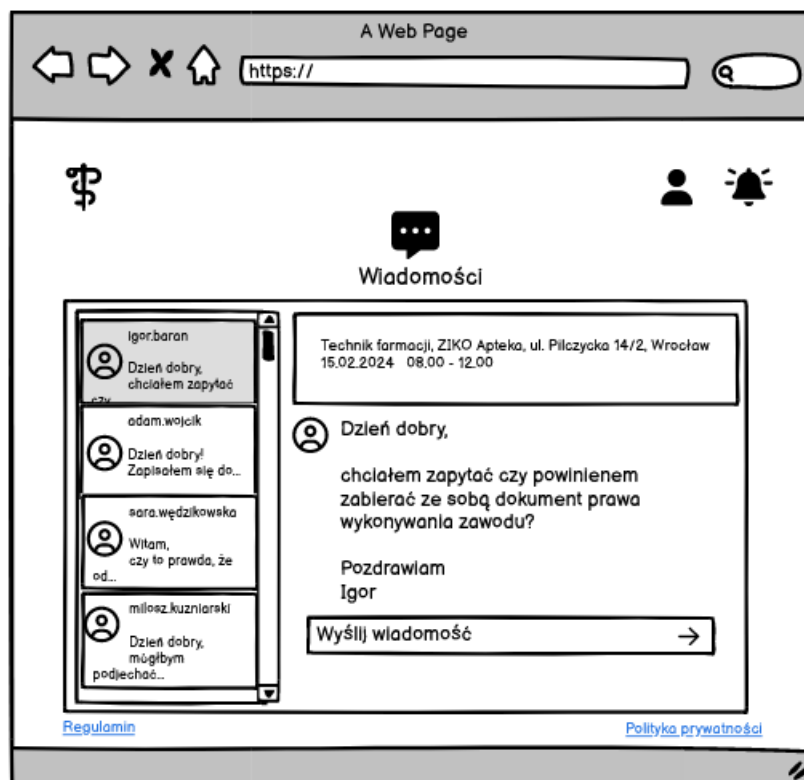 A Web Page
https://
Wiadomości
igor.baran
Dzień dobry,
chciałem zapytać
czy
adam.wojcik
Dzień dobry!
Zapisałem się do...
sara.wędzikowska
Witam,
czy to prawda, że
od...
milosz.kuzniarski
Dzień dobry,
mógłbym
podjechać...
Technik farmacji, ZIKO Apteka, ul. Pilczycka 14/2, Wrocław
15.02.2024 08.00 - 12.00
Dzień dobry,
chciałem zapytać czy powinienem
zabierać ze sobą dokument prawa
wykonywania zawodu?
Pozdrawiam
Igor
Wyślij wiadomość
Regulamin
Polityka prywatności